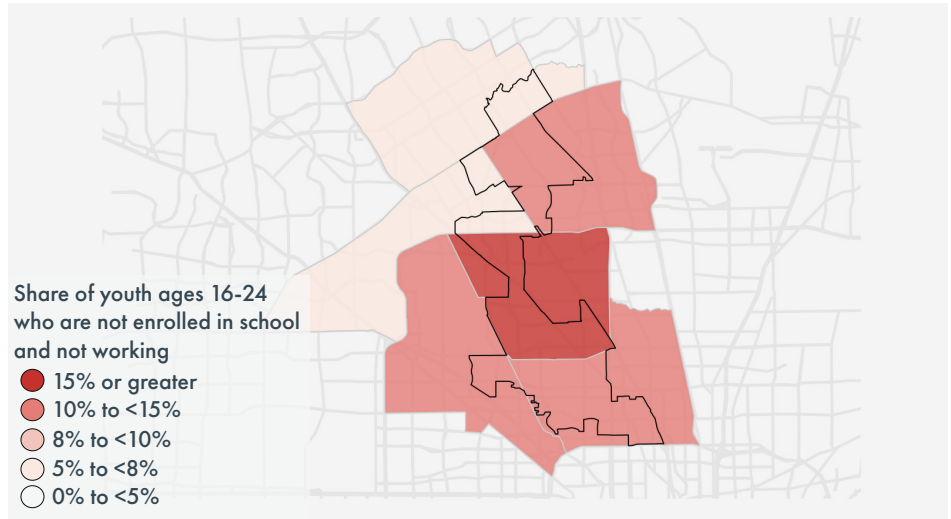 Share of youth ages 16-24
who are not enrolled in school
and not working
15% or greater
10% to <15%
8% to <10%
5% to <8%
0% to <5%